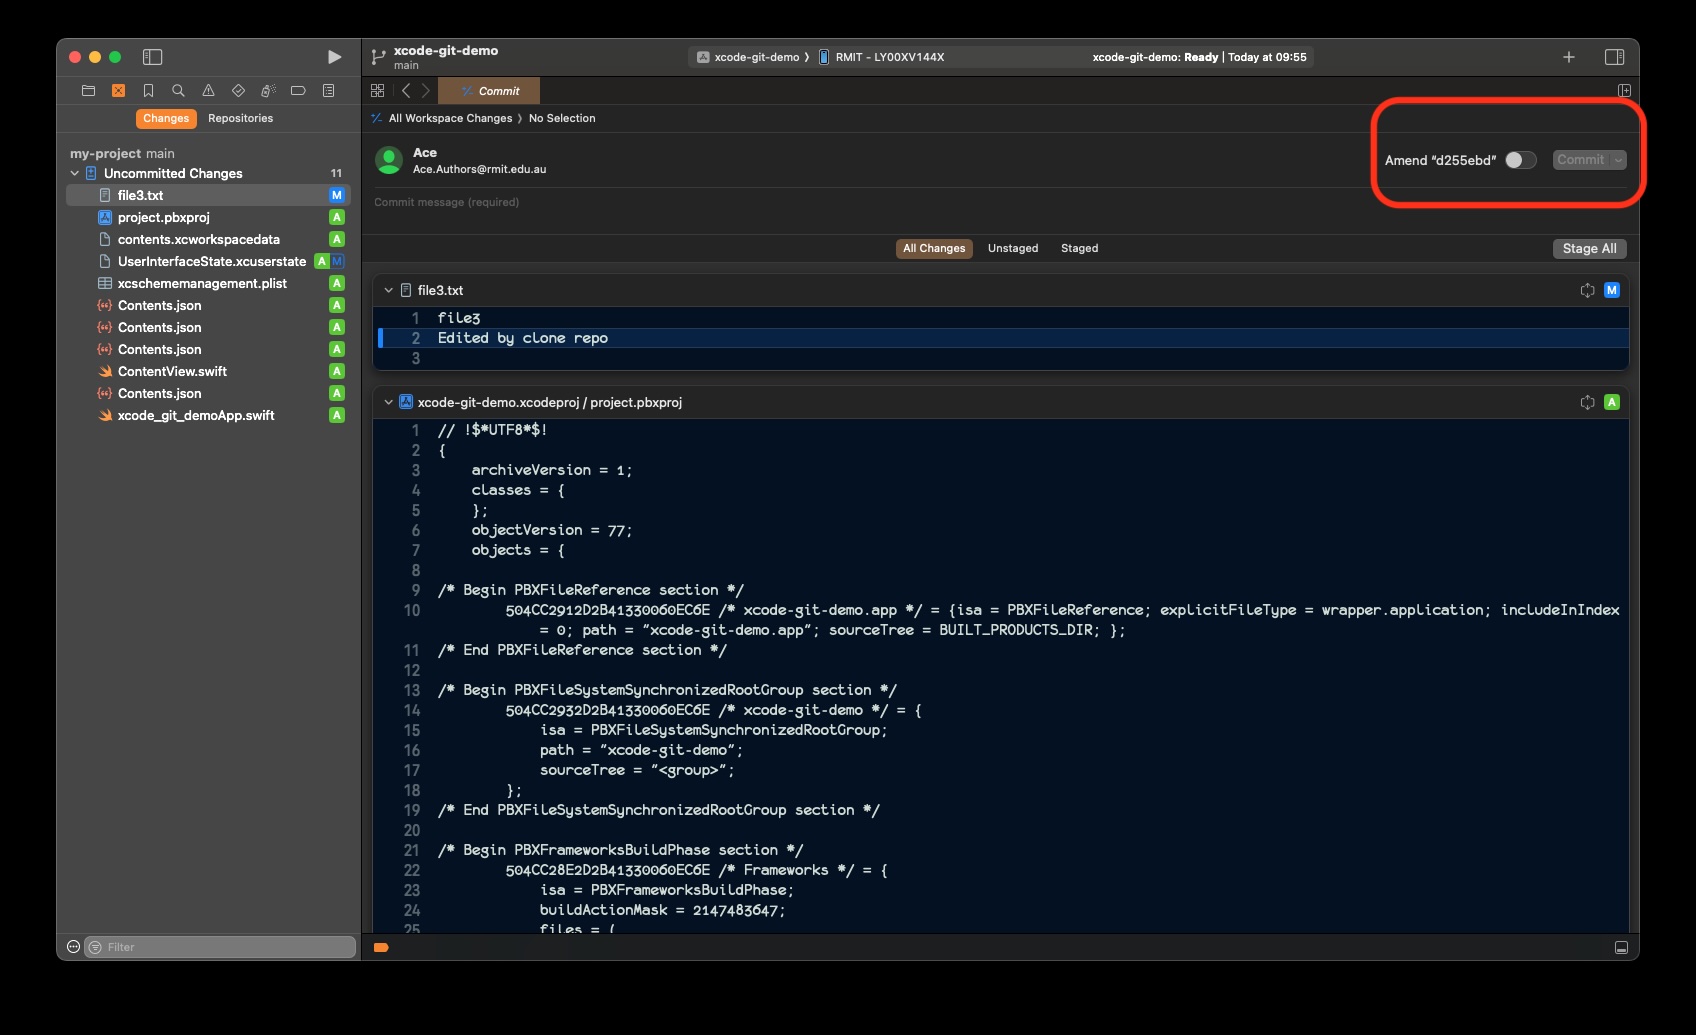 xcode-git-demo
main
xcode-git-demo 〉 RMIT - LY00XV144X
xcode-git-demo: Ready | Today at 09:55
Commit
Changes
Repositories
All Workspace Changes 〉 No Selection
my-project main
Uncommitted Changes 11
file3.txt M
project.pbxproj A
contents.xcworkspacedata A
UserInterfaceState.xcuserstate A M
xcschememanagement.plist A
Contents.json A
Contents.json A
Contents.json A
ContentView.swift A
Contents.json A
xcode_git_demoApp.swift A
Filter
Ace
Ace.Authors@rmit.edu.au
Amend “d255ebd”
Commit
Commit message (required)
All Changes
Unstaged
Staged
Stage All
file3.txt M
1 file3
2 Edited by clone repo
3
xcode-git-demo.xcodeproj / project.pbxproj A
1 // !$*UTF8*$!
2 {
3 archiveVersion = 1;
4 classes = {
5 };
6 objectVersion = 77;
7 objects = {
8
9 /* Begin PBXFileReference section */
10 504CC2912D2B41330060EC6E /* xcode-git-demo.app */ = {isa = PBXFileReference; explicitFileType = wrapper.application; includeInIndex
= 0; path = "xcode-git-demo.app"; sourceTree = BUILT_PRODUCTS_DIR; };
11 /* End PBXFileReference section */
12
13 /* Begin PBXFileSystemSynchronizedRootGroup section */
14 504CC2932D2B41330060EC6E /* xcode-git-demo */ = {
15 isa = PBXFileSystemSynchronizedRootGroup;
16 path = "xcode-git-demo";
17 sourceTree = "<group>";
18 };
19 /* End PBXFileSystemSynchronizedRootGroup section */
20
21 /* Begin PBXFrameworksBuildPhase section */
22 504CC28E2D2B41330060EC6E /* Frameworks */ = {
23 isa = PBXFrameworksBuildPhase;
24 buildActionMask = 2147483647;
25 files = (